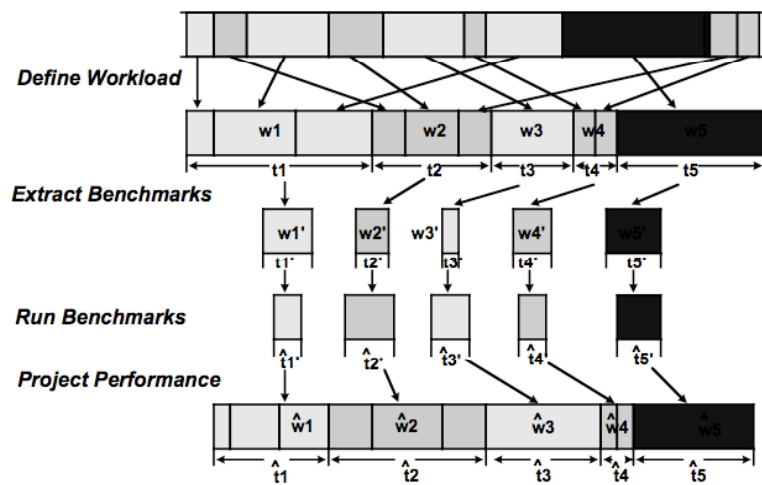 Define Workload
w1 w2 w3 w4 w5
t1 t2 t3 t4 t5
Extract Benchmarks
w1' w2' w3' w4' w5'
t1' t2' t3' t4' t5'
Run Benchmarks
t̂1' t̂2' t̂3' t̂4' t̂5'
Project Performance
ŵ1 ŵ2 ŵ3 ŵ4 ŵ5
t̂1 t̂2 t̂3 t̂4 t̂5